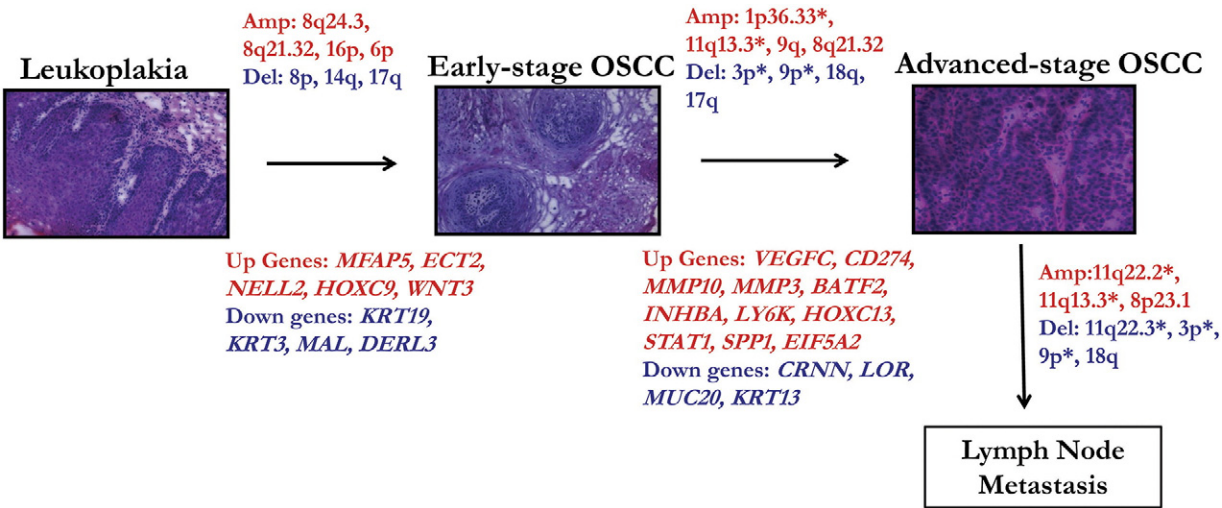 Leukoplakia
Amp: 8q24.3,
8q21.32, 16p, 6p
Del: 8p, 14q, 17q
Early-stage OSCC
Amp: 1p36.33*,
11q13.3*, 9q, 8q21.32
Del: 3p*, 9p*, 18q,
17q
Advanced-stage OSCC
Up Genes: MFAP5, ECT2,
NELL2, HOXC9, WNT3
Down genes: KRT19,
KRT3, MAL, DERL3
Up Genes: VEGFC, CD274,
MMP10, MMP3, BATF2,
INHBA, LY6K, HOXC13,
STAT1, SPP1, EIF5A2
Down genes: CRNN, LOR,
MUC20, KRT13
Amp:11q22.2*,
11q13.3*, 8p23.1
Del: 11q22.3*, 3p*,
9p*, 18q
Lymph Node
Metastasis